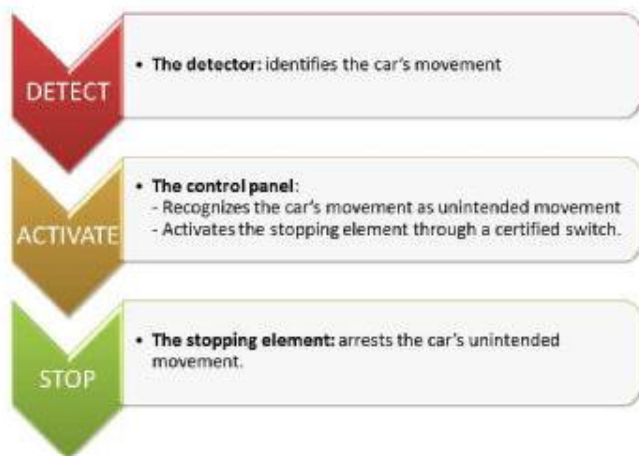 DETECT
• The detector: identifies the car's movement
ACTIVATE
• The control panel:
- Recognizes the car's movement as unintended movement
- Activates the stopping element through a certified switch.
STOP
• The stopping element: arrests the car's unintended
movement.